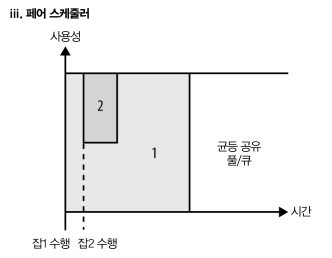 iii. 페어 스케줄러
사용성
2
1
균등 공유
풀/큐
시간
잡1 수행 잡2 수행